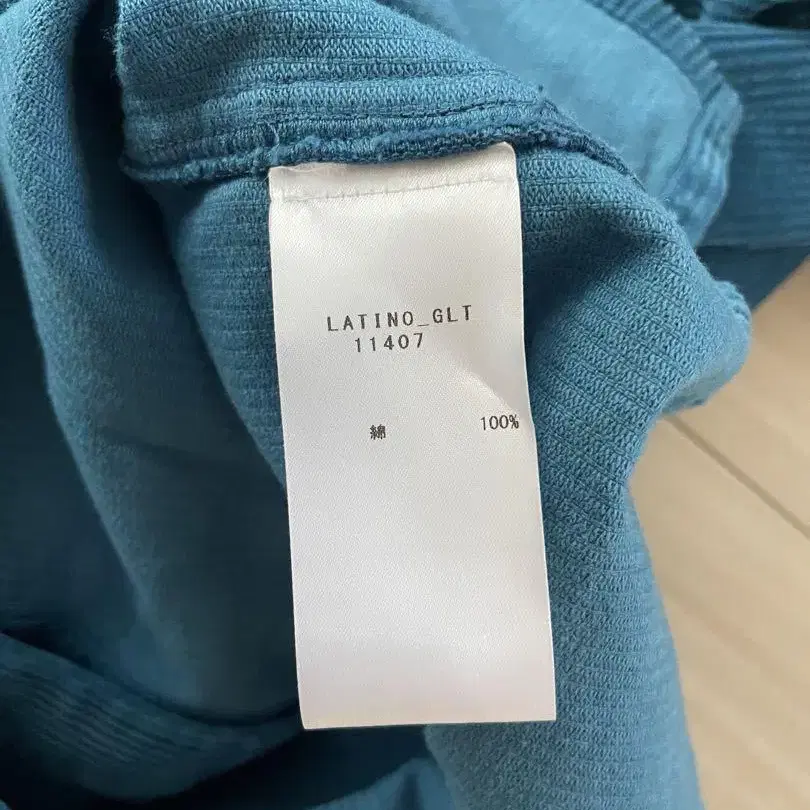 LATINO_GLT
11407
綿 100%